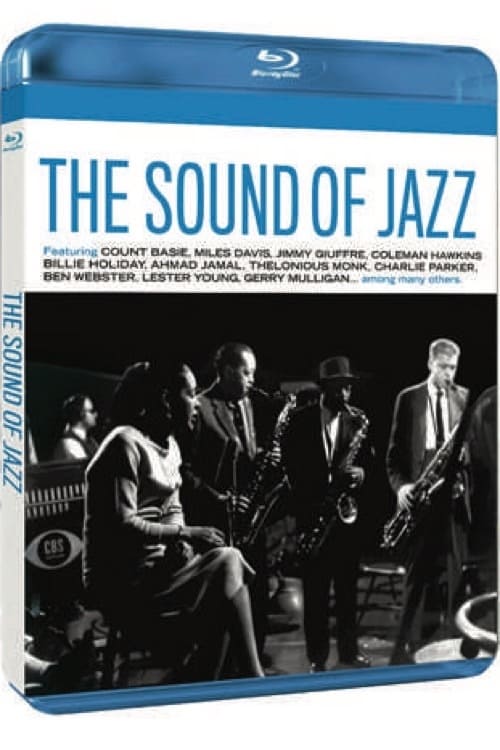 Blu-ray Disc
THE SOUND OF JAZZ
Featuring COUNT BASIE, MILES DAVIS, JIMMY GIUFFRE, COLEMAN HAWKINS
BILLIE HOLIDAY, AHMAD JAMAL, THELONIOUS MONK, CHARLIE PARKER,
BEN WEBSTER, LESTER YOUNG, GERRY MULLIGAN... among many others.
THE SOUND OF JAZZ
CBS